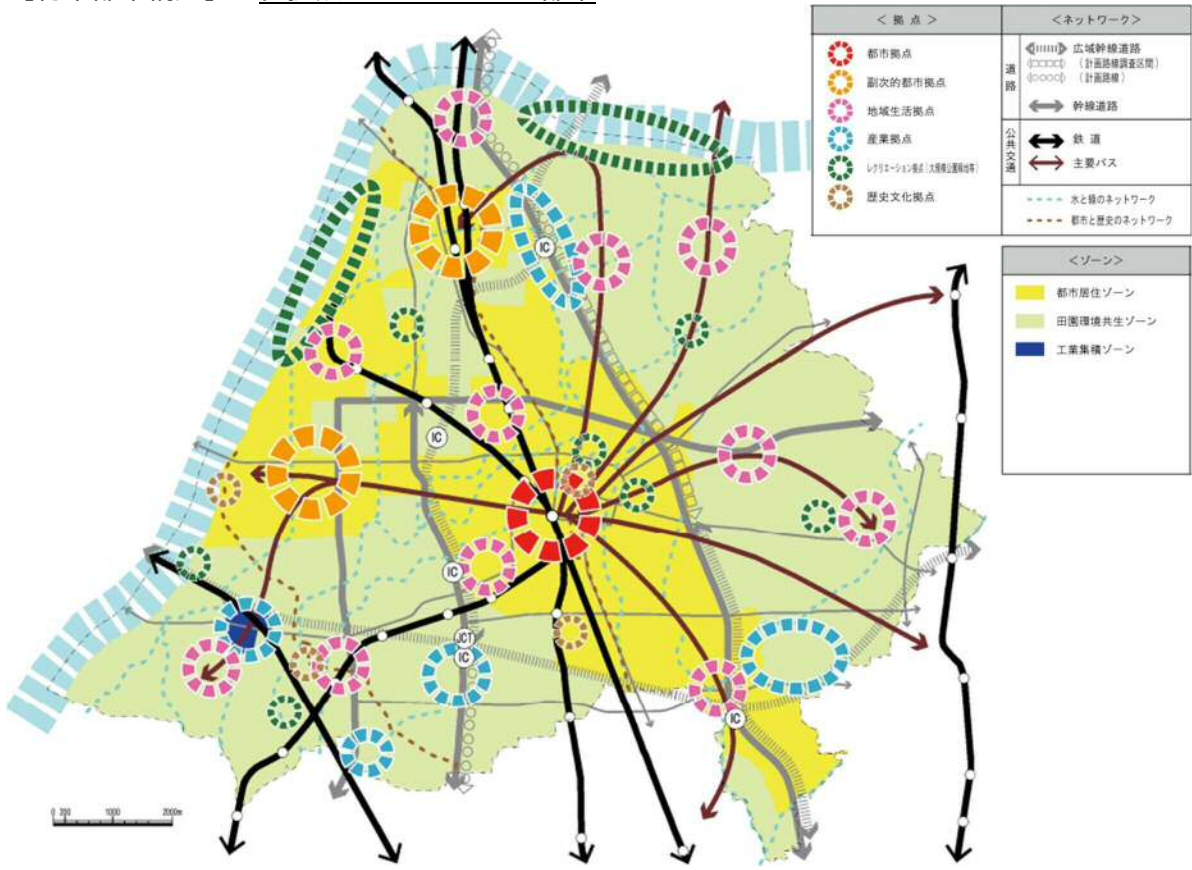 ＜ 拠 点 ＞
都市拠点
副次的都市拠点
地域生活拠点
産業拠点
レクリエーション拠点（大規模公園緑地等）
歴史文化拠点
＜ネットワーク＞
道路
広域幹線道路
（計画路線調査区間）
（計画路線）
幹線道路
公共交通
鉄 道
主要バス
水と緑のネットワーク
都市と歴史のネットワーク
＜ゾーン＞
都市居住ゾーン
田園環境共生ゾーン
工業集積ゾーン
IC
IC
IC
JCT
IC
IC
0 200 1000 2000m